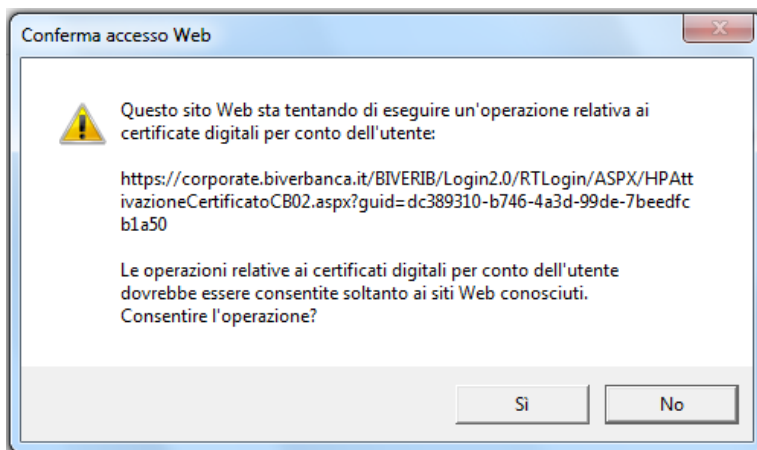 Conferma accesso Web
Questo sito Web sta tentando di eseguire un'operazione relativa ai
certificate digitali per conto dell'utente:
https://corporate.biverbanca.it/BIVERIB/Login2.0/RTLogin/ASPX/HPAtt
ivazioneCertificatoCB02.aspx?guid=dc389310-b746-4a3d-99de-7beedfc
b1a50
Le operazioni relative ai certificati digitali per conto dell'utente
dovrebbe essere consentite soltanto ai siti Web conosciuti.
Consentire l'operazione?
Sì
No